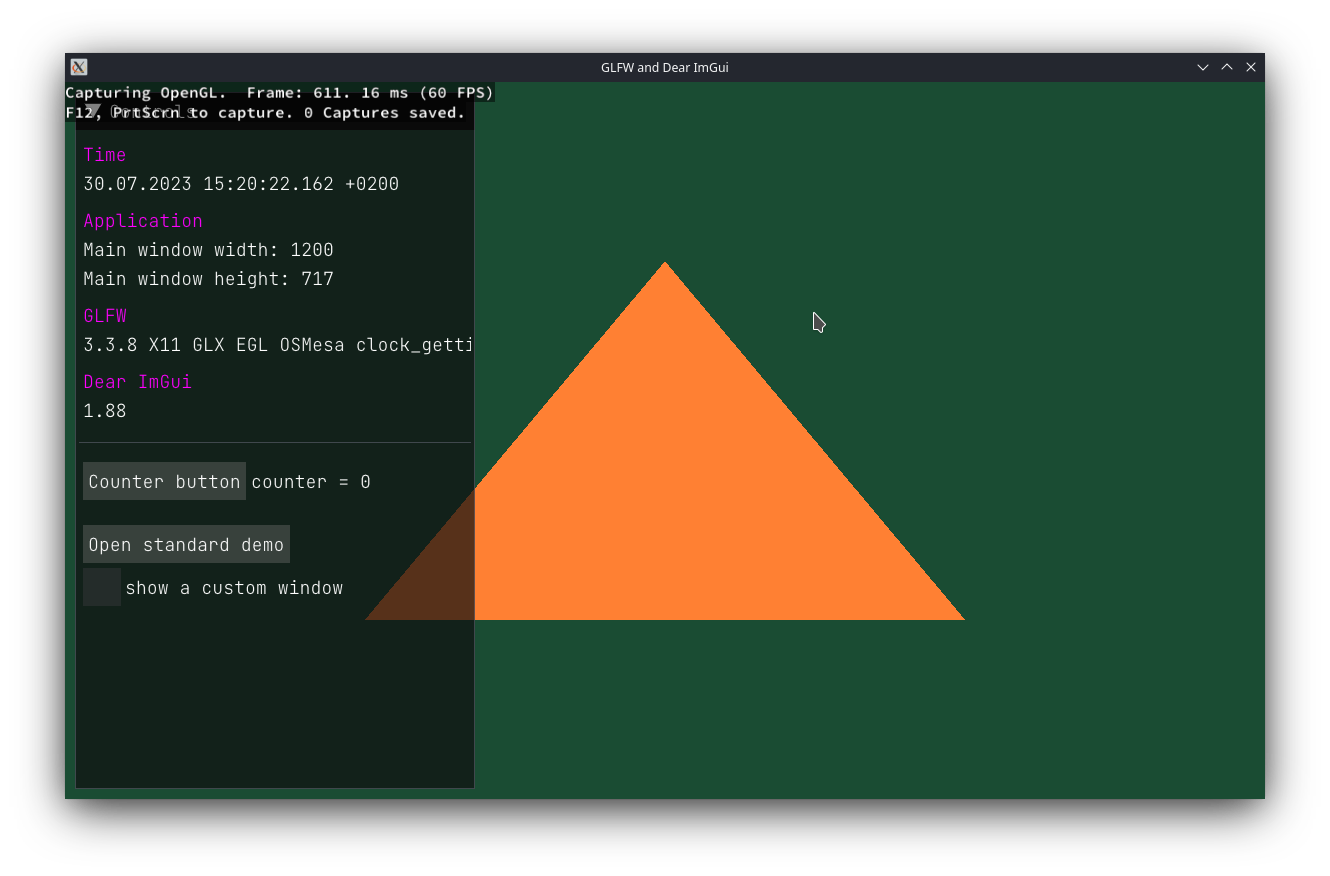 GLFW and Dear ImGui
Capturing OpenGL. Frame: 611. 16 ms (60 FPS)
F12, PrtScrn to capture. 0 Captures saved.
Controls
Time
30.07.2023 15:20:22.162 +0200
Application
Main window width: 1200
Main window height: 717
GLFW
3.3.8 X11 GLX EGL OSMesa clock_getti
Dear ImGui
1.88
Counter button counter = 0
Open standard demo
show a custom window